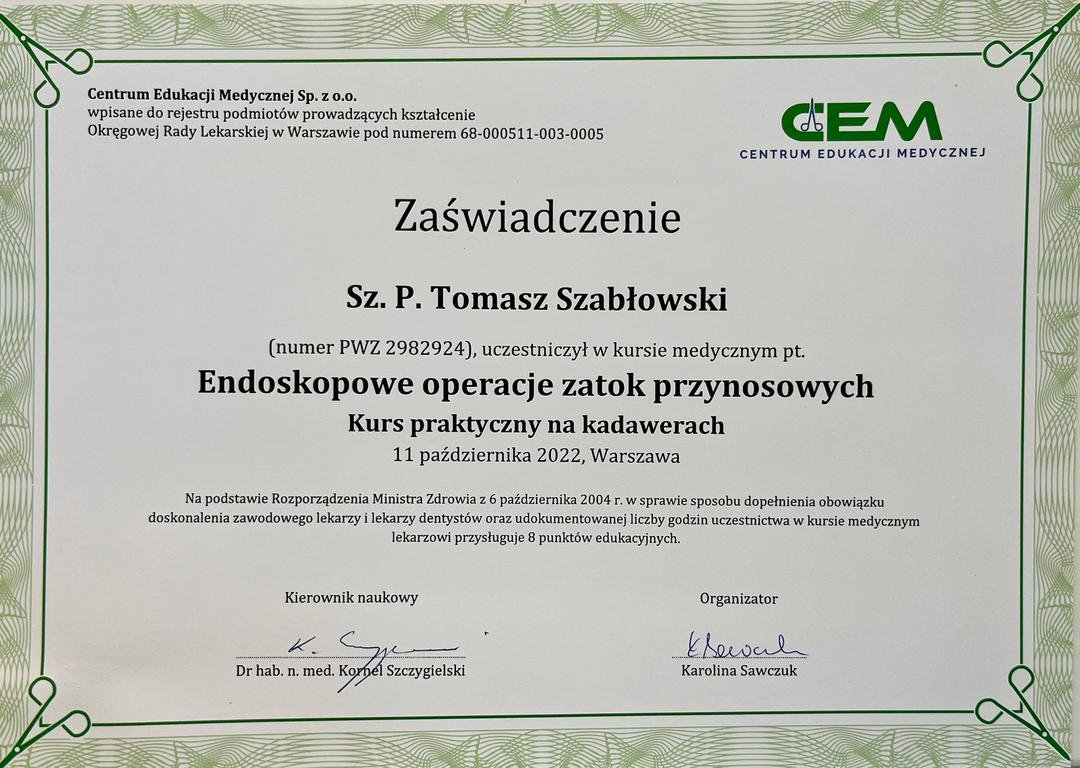 Centrum Edukacji Medycznej Sp. z o.o.
wpisane do rejestru podmiotów prowadzących kształcenie
Okręgowej Rady Lekarskiej w Warszawie pod numerem 68-000511-003-0005
CEM
CENTRUM EDUKACJI MEDYCZNEJ
Zaświadczenie
Sz. P. Tomasz Szabłowski
(numer PWZ 2982924), uczestniczył w kursie medycznym pt.
Endoskopowe operacje zatok przynosowych
Kurs praktyczny na kadawerach
11 października 2022, Warszawa
Na podstawie Rozporządzenia Ministra Zdrowia z 6 października 2004 r. w sprawie sposobu dopełnienia obowiązku
doskonalenia zawodowego lekarzy i lekarzy dentystów oraz udokumentowanej liczby godzin uczestnictwa w kursie medycznym
lekarzowi przysługuje 8 punktów edukacyjnych.
Kierownik naukowy
Dr hab. n. med. Kornel Szczygielski
Organizator
Karolina Sawczuk